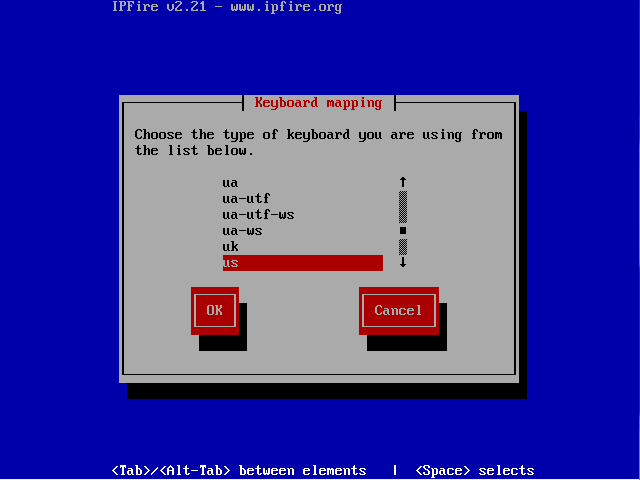 IPFire v2.21 - www.ipfire.org
Keyboard mapping
Choose the type of keyboard you are using from
the list below.
ua
ua-utf
ua-utf-ws
ua-ws
uk
us
OK Cancel
<Tab>/<Alt-Tab> between elements | <Space> selects